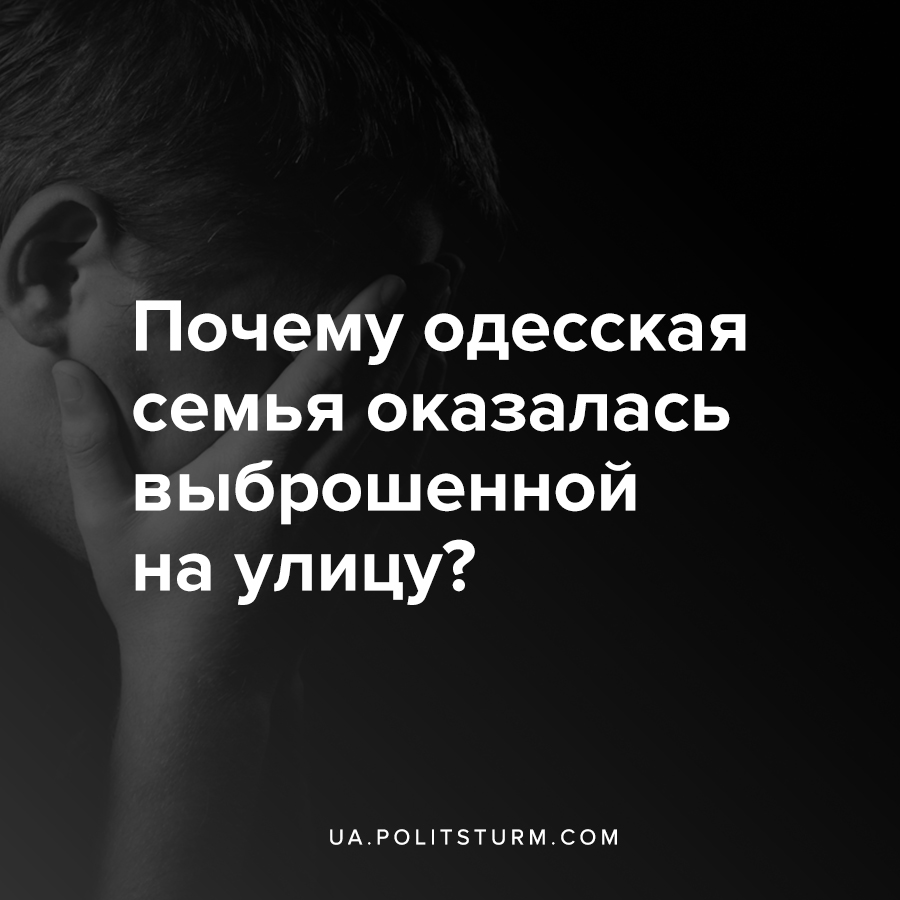 Почему одесская
семья оказалась
выброшенной
на улицу?
UA.POLITSTURM.COM